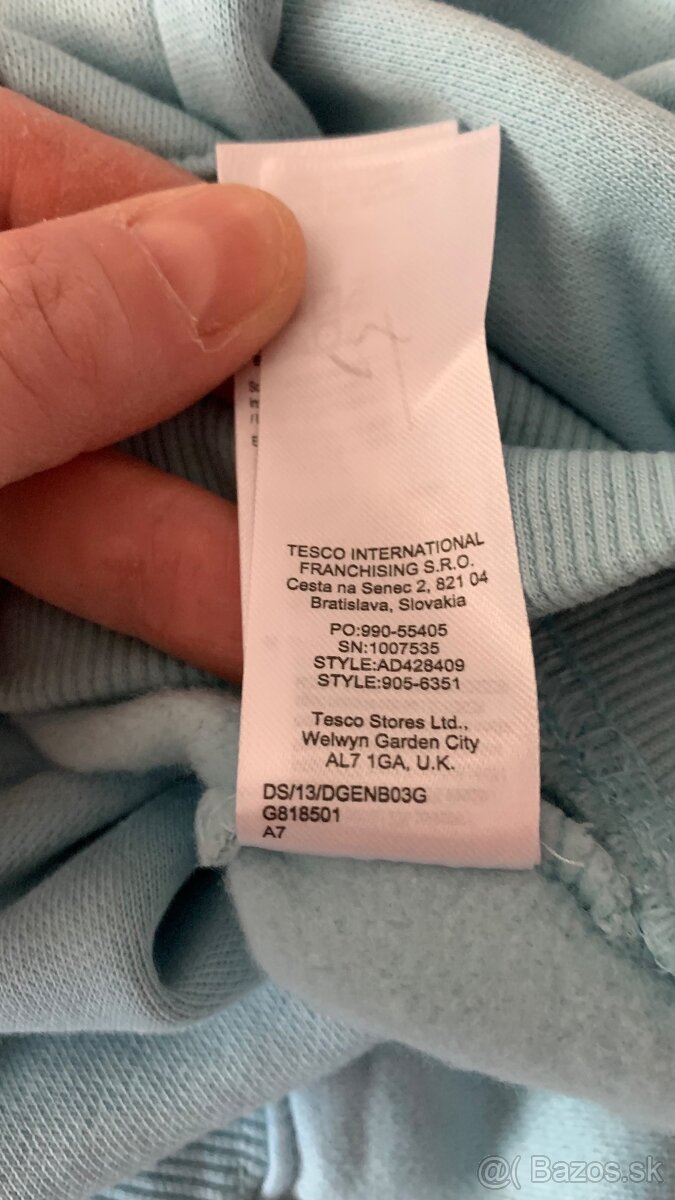 TESCO INTERNATIONAL
FRANCHISING S.R.O.
Cesta na Senec 2, 821 04
Bratislava, Slovakia
PO:990-55405
SN:1007535
STYLE:AD428409
STYLE:905-6351
Tesco Stores Ltd.,
Welwyn Garden City
AL7 1GA, U.K.
DS/13/DGENB03G
G818501
A7
@( Bazos.sk